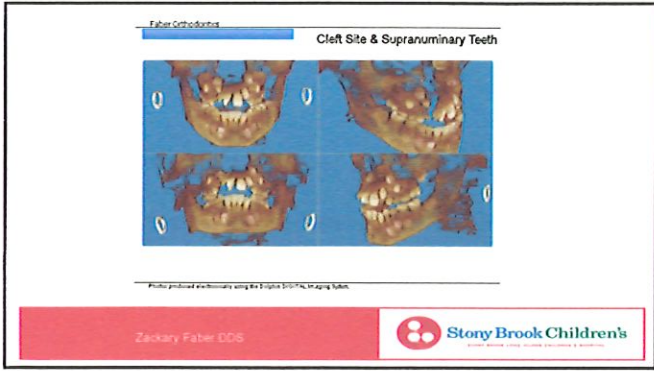 Faber Orthodontics
Cleft Site & Supranuminary Teeth
Photos produced electronically using the Dolphin DIGITAL Imaging System.
Zackary Faber DDS
Stony Brook Children's